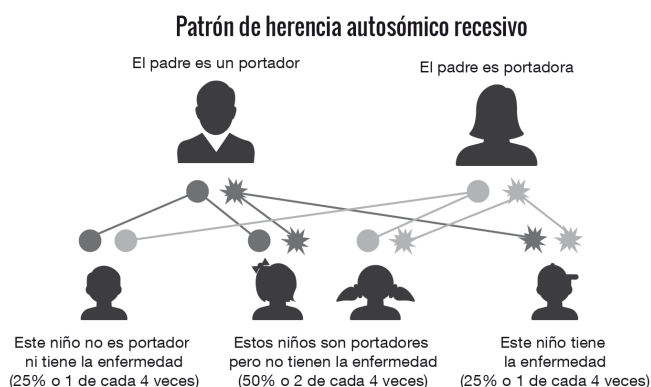 Patrón de herencia autosómico recesivo
El padre es un portador
El padre es portadora
Este niño no es portador
ni tiene la enfermedad
(25% o 1 de cada 4 veces)
Estos niños son portadores
pero no tienen la enfermedad
(50% o 2 de cada 4 veces)
Este niño tiene
la enfermedad
(25% o 1 de cada 4 veces)